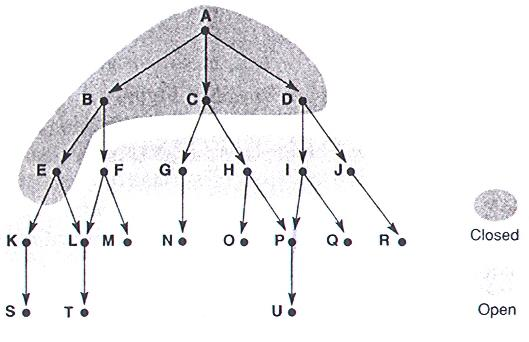 A
B C D
E F G H I J
K L M N O P Q R
Closed
S T U
Open